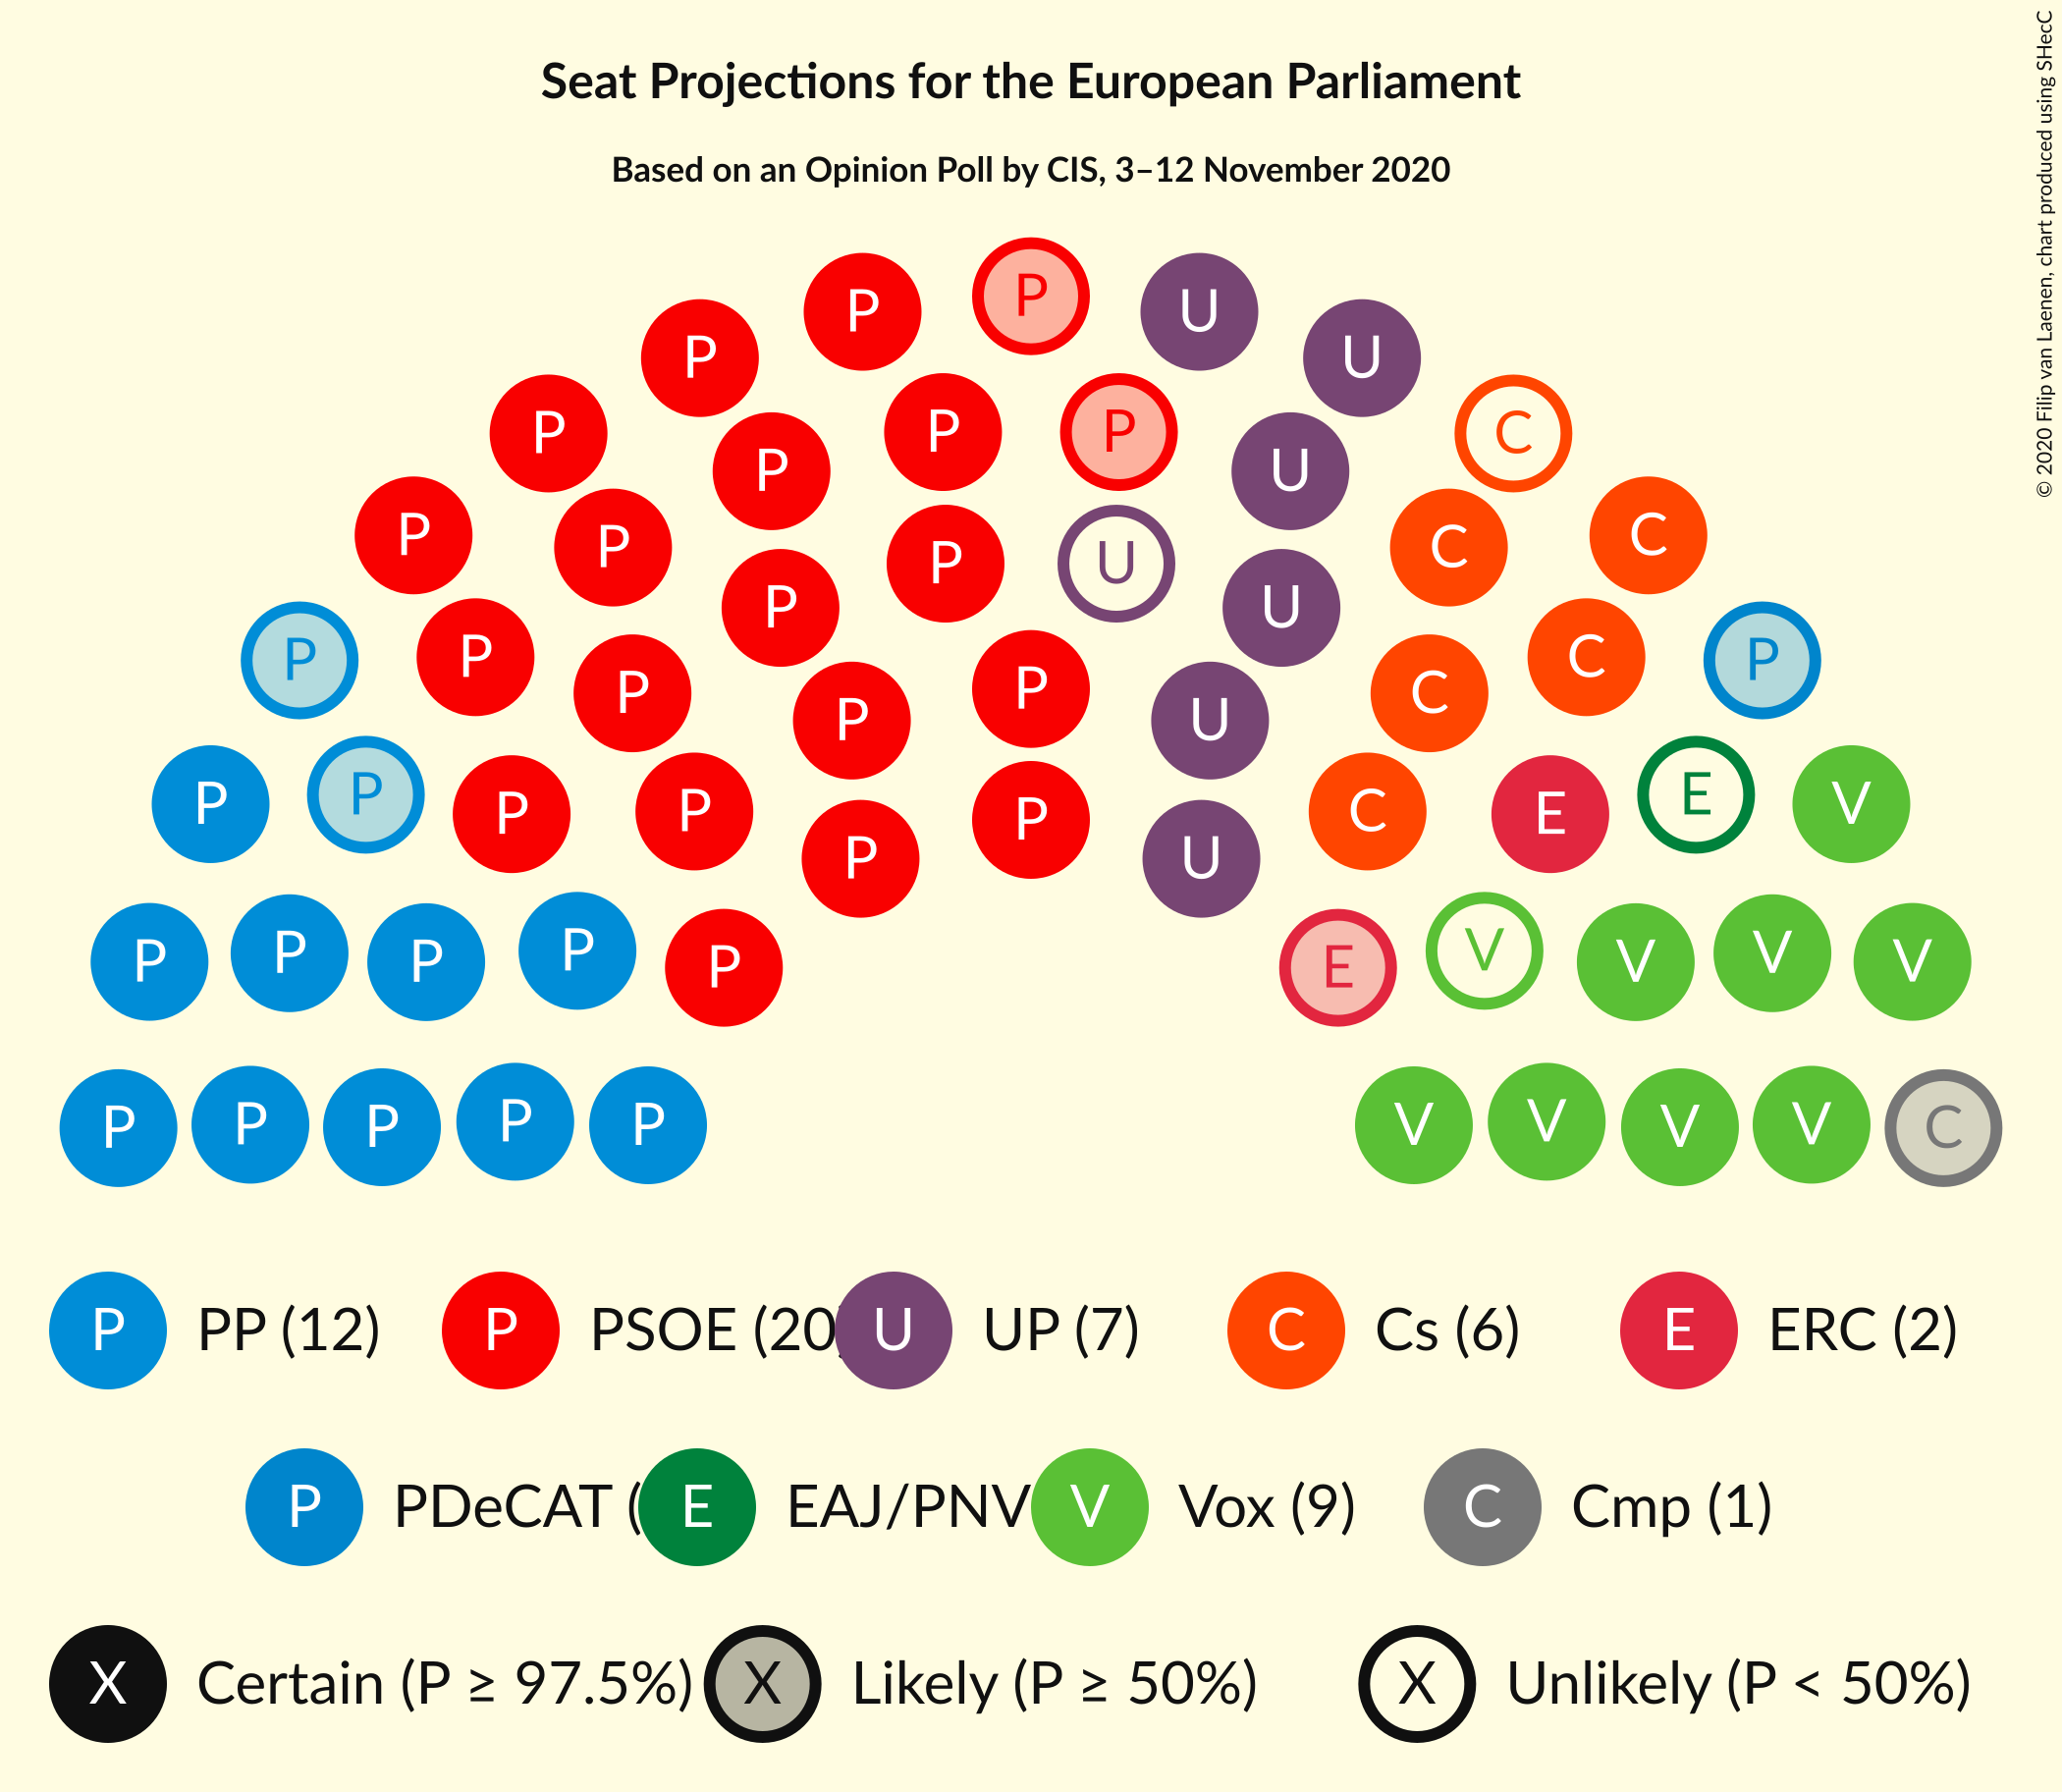 Seat Projections for the European Parliament
Based on an Opinion Poll by CIS, 3–12 November 2020
© 2020 Filip van Laenen, chart produced using SHecC
P P P U U
P P P P U C
P P P P U U C C
P P P P U C C P
P P P P P U C E E V
P P P P U
P P P P P E V V V V
P P P P P V V V V C
P PP (12) P PSOE (20 U UP (7) C Cs (6) E ERC (2)
P PDeCAT ( E EAJ/PNV V Vox (9) C Cmp (1)
X Certain (P ≥ 97.5%) X Likely (P ≥ 50%) X Unlikely (P < 50%)